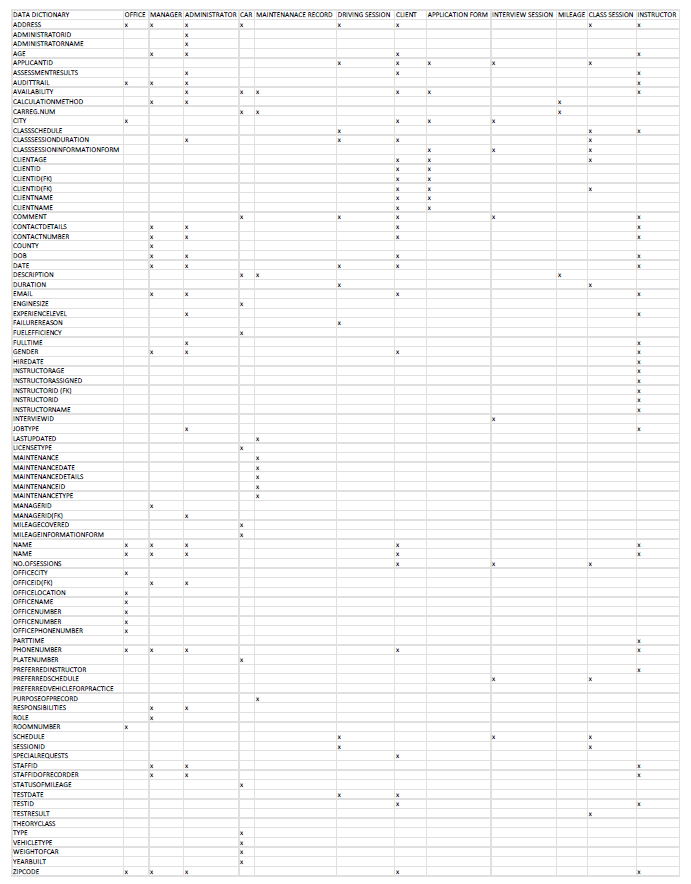 DATA DICTIONARY OFFICE MANAGER ADMINISTRATOR CAR MAINTENANACE RECORD DRIVING SESSION CLIENT APPLICATION FORM INTERVIEW SESSION MILEAGE CLASS SESSION INSTRUCTOR
ADDRESS x x x x x x x x
ADMINISTRATORID x
ADMINISTRATORNAME x
AGE x x x x
APPLICANTID x x x x x
ASSESSMENTRESULTS x x x
AUDITTRAIL x x x x
AVAILABILITY x x x x x x
CALCULATIONMETHOD x x x
CARREG.NUM x x x
CITY x x x x
CLASSSCHEDULE x x x
CLASSSESSIONDURATION x x x x
CLASSSESSIONINFORMATIONFORM x x x
CLIENTAGE x x x
CLIENTID x x
CLIENTID(FK) x x
CLIENTID(FK) x x x
CLIENTNAME x x
CLIENTNAME x x
COMMENT x x x x x
CONTACTDETAILS x x x x
CONTACTNUMBER x x x x
COUNTY x
DOB x x x x
DATE x x x x x
DESCRIPTION x x x
DURATION x x
EMAIL x x x x
ENGINESIZE x
EXPERIENCELEVEL x x
FAILUREREASON x
FUELEFFICIENCY x
FULLTIME x x
GENDER x x x x
HIREDATE x
INSTRUCTORAGE x
INSTRUCTORASSIGNED x
INSTRUCTORID (FK) x
INSTRUCTORID x
INSTRUCTORNAME x
INTERVIEWID x
JOBTYPE x x
LASTUPDATED x
LICENSETYPE x
MAINTENANCE x
MAINTENANCEDATE x
MAINTENANCEDETAILS x
MAINTENANCEID x
MAINTENANCETYPE x
MANAGERID x
MANAGERID(FK) x
MILEAGECOVERED x
MILEAGEINFORMATIONFORM x
NAME x x x x x
NAME x x x x x
NO.OFSESSIONS x x x
OFFICECITY x
OFFICEID(FK) x x
OFFICELOCATION x
OFFICENAME x
OFFICENUMBER x
OFFICENUMBER x
OFFICEPHONENUMBER x
PARTTIME x
PHONENUMBER x x x x x
PLATENUMBER x
PREFERREDINSTRUCTOR x
PREFERREDSCHEDULE x x
PREFERREDVEHICLEFORPRACTICE
PURPOSEOFPRECORD x
RESPONSIBILITIES x x
ROLE x
ROOMNUMBER x
SCHEDULE x x x
SESSIONID x x
SPECIALREQUESTS x
STAFFID x x x
STAFFIDOFRECORDER x x x
STATUSOFMILEAGE x
TESTDATE x x
TESTID x x
TESTRESULT x
THEORYCLASS
TYPE x
VEHICLETYPE x
WEIGHTOFCAR x
YEARBUILT x
ZIPCODE x x x x x